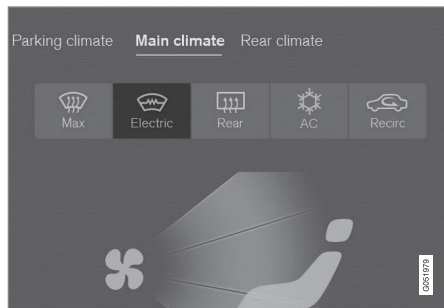 Parking climate Main climate Rear climate
Max Electric Rear AC Recirc
G051979